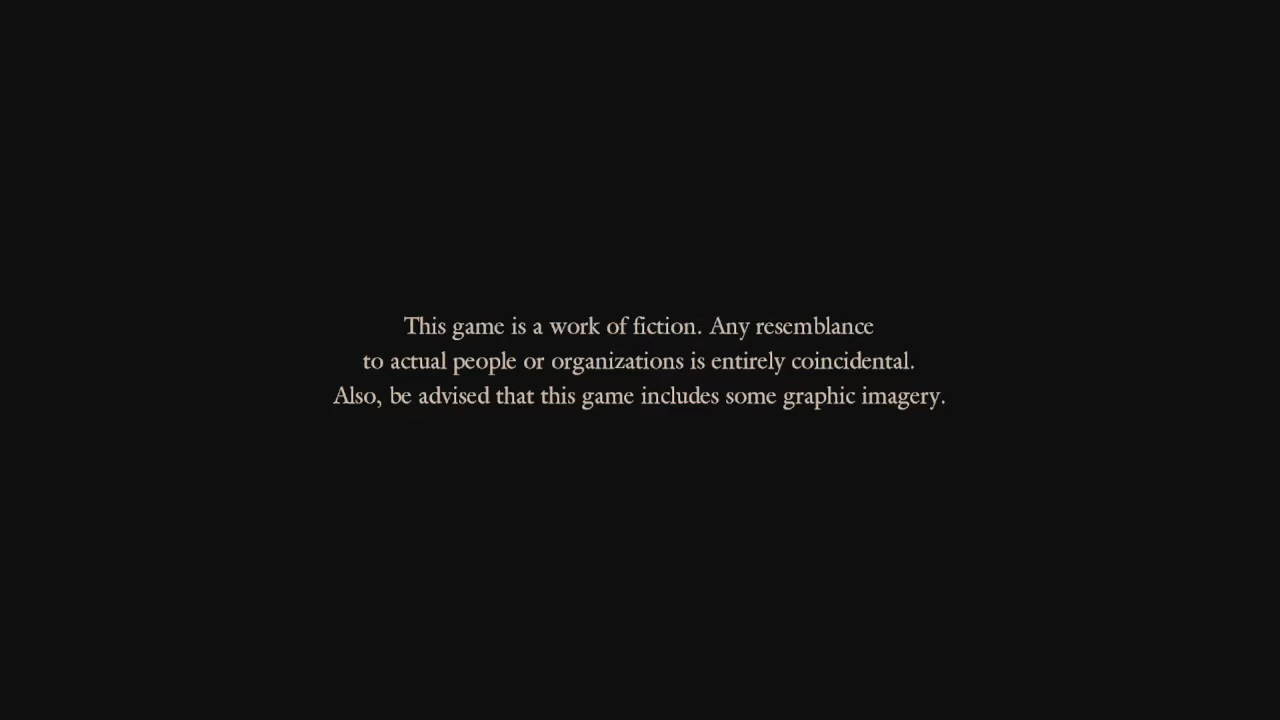 This game is a work of fiction. Any resemblance
to actual people or organizations is entirely coincidental.
Also, be advised that this game includes some graphic imagery.